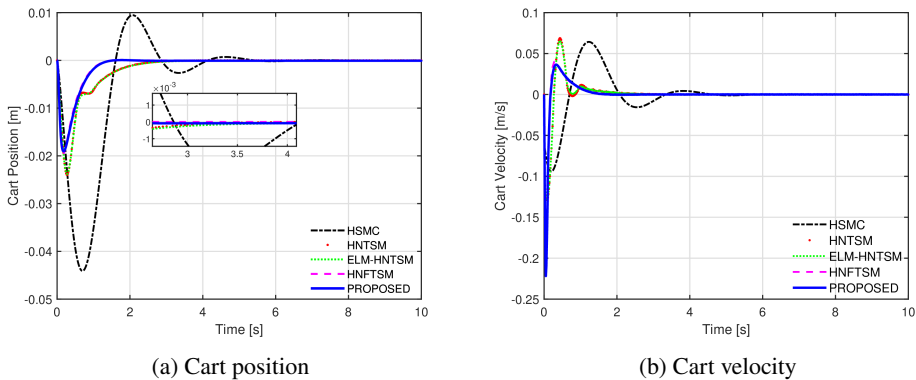 0.01
0
-0.01
-0.02
-0.03
-0.04
-0.05
Cart Position [m]
0 2 4 6 8 10
Time [s]
×10⁻³
1
0
-1
3 3.5 4
HSMC
HNTSM
ELM-HNTSM
HNFTSM
PROPOSED
(a) Cart position
0.1
0.05
0
-0.05
-0.1
-0.15
-0.2
-0.25
Cart Velocity [m/s]
0 2 4 6 8 10
Time [s]
HSMC
HNTSM
ELM-HNTSM
HNFTSM
PROPOSED
(b) Cart velocity